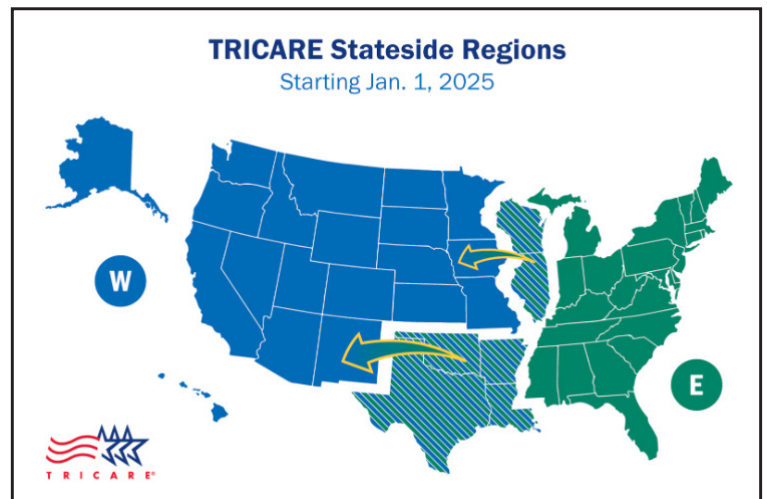 TRICARE Stateside Regions
Starting Jan. 1, 2025
W
E
TRICARE®